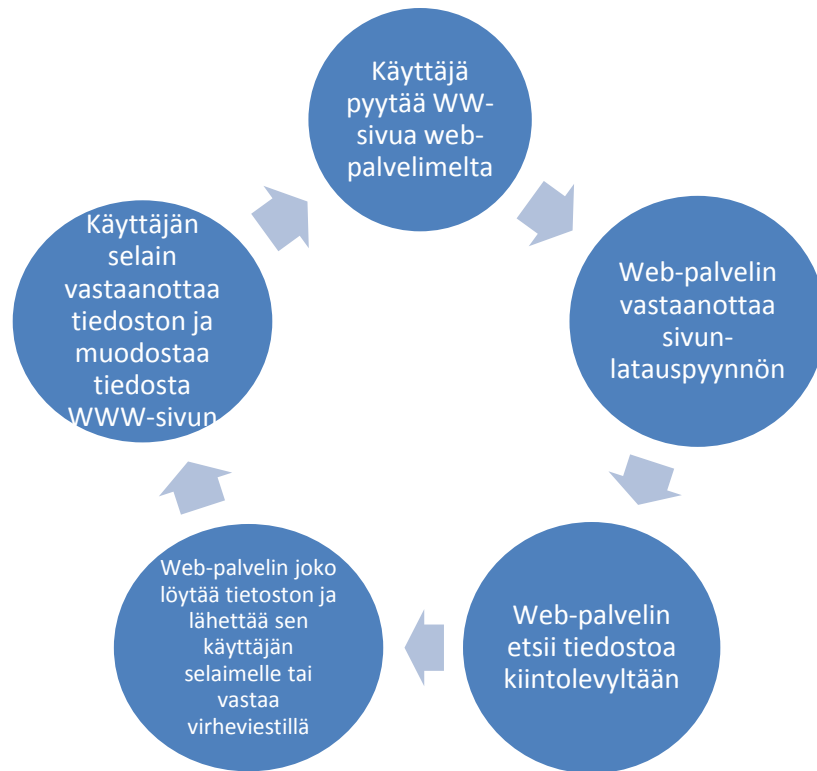 Käyttäjä
pyytää WW-
sivua web-
palvelimelta
Web-palvelin
vastaanottaa
sivun-
latauspyynnön
Web-palvelin
etsii tiedostoa
kiintolevyltään
Web-palvelin joko
löytää tietoston ja
lähettää sen
käyttäjän
selaimelle tai
vastaa
virheviestillä
Käyttäjän
selain
vastaanottaa
tiedoston ja
muodostaa
tiedosta
WWW-sivun